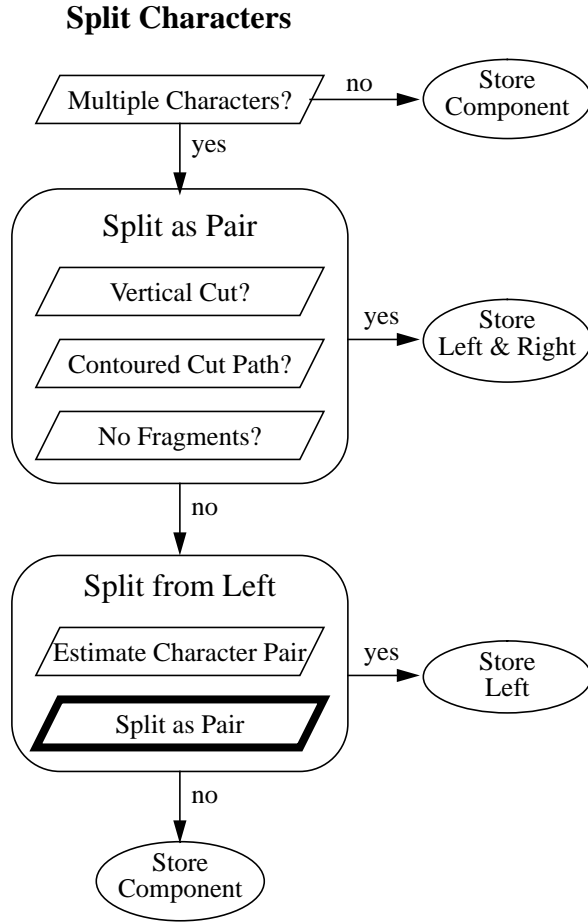 Split Characters
Multiple Characters?
no
Store
Component
yes
Split as Pair
Vertical Cut?
Contoured Cut Path?
No Fragments?
yes
Store
Left & Right
no
Split from Left
Estimate Character Pair
Split as Pair
yes
Store
Left
no
Store
Component